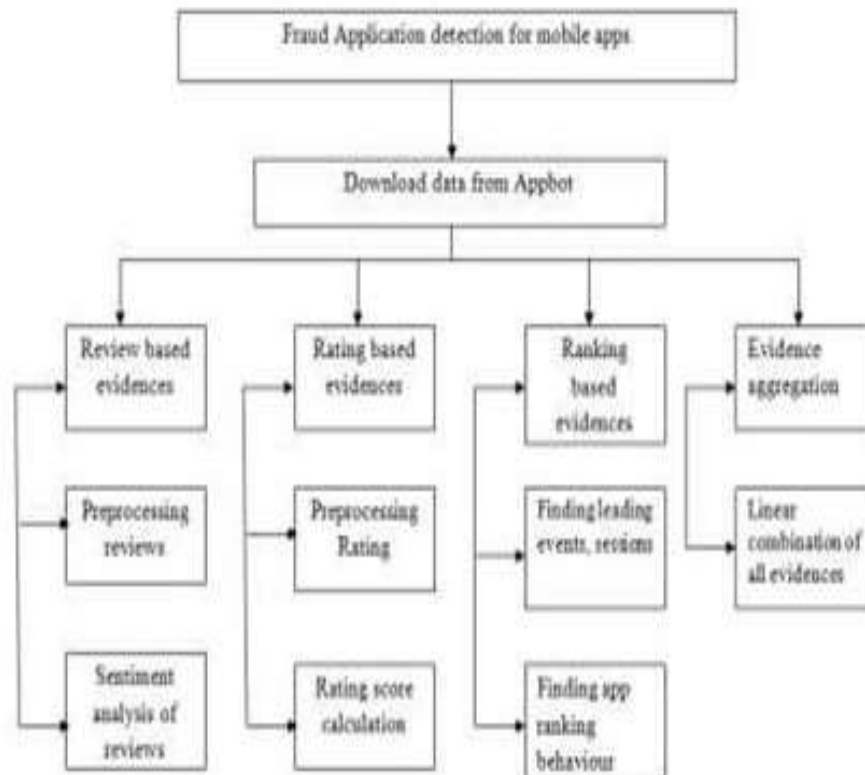 Fraud Application detection for mobile apps
Download data from Appbot
Review based
evidences
Rating based
evidences
Ranking
based
evidences
Evidence
aggregation
Preprocessing
reviews
Preprocessing
Rating
Finding leading
events, sessions
Linear
combination of
all evidences
Sentiment
analysis of
reviews
Rating score
calculation
Finding app
ranking
behaviour